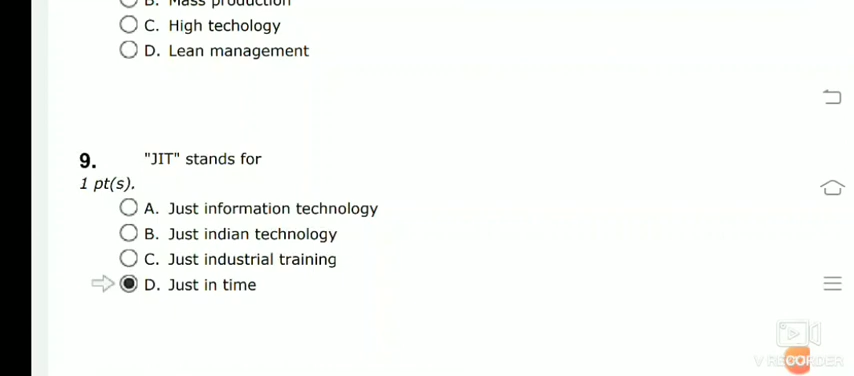 B. Mass production
C. High techology
D. Lean management
9. "JIT" stands for
1 pt(s).
A. Just information technology
B. Just indian technology
C. Just industrial training
D. Just in time
V RECORDER